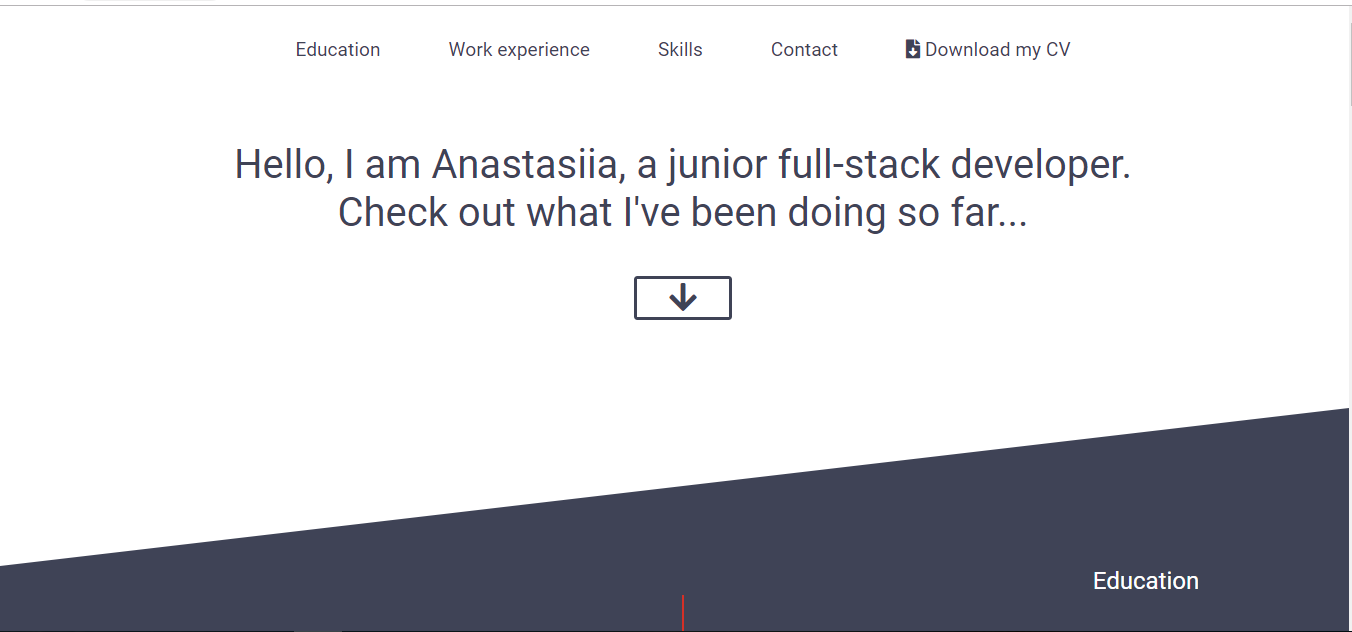 Education Work experience Skills Contact Download my CV
Hello, I am Anastasiia, a junior full-stack developer.
Check out what I've been doing so far...
Education